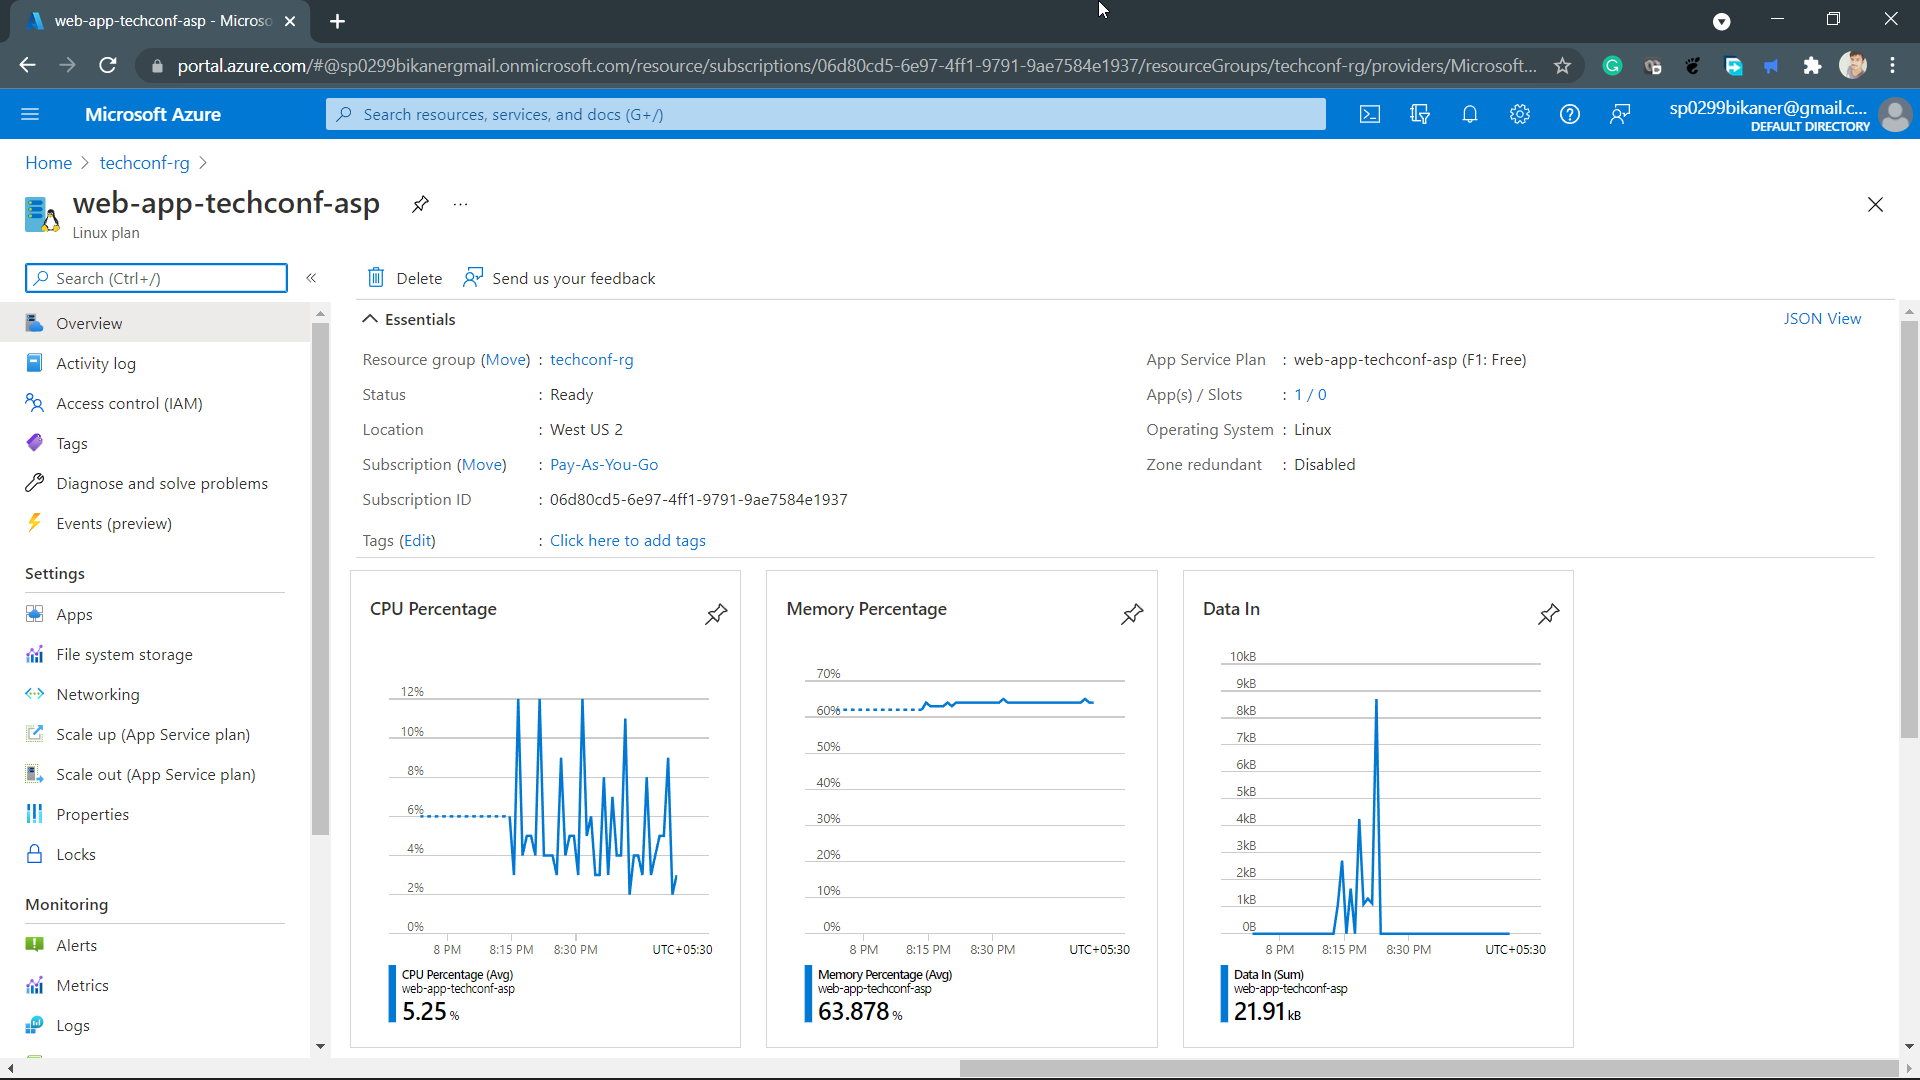 web-app-techconf-asp - Microso
portal.azure.com/#@sp0299bikanergmail.onmicrosoft.com/resource/subscriptions/06d80cd5-6e97-4ff1-9791-9ae7584e1937/resourceGroups/techconf-rg/providers/Microsoft...
Microsoft Azure
Search resources, services, and docs (G+/)
sp0299bikaner@gmail.c...
DEFAULT DIRECTORY
Home > techconf-rg >
web-app-techconf-asp
...
Linux plan
Search (Ctrl+/)
«
Overview
Activity log
Access control (IAM)
Tags
Diagnose and solve problems
Events (preview)
Settings
Apps
File system storage
Networking
Scale up (App Service plan)
Scale out (App Service plan)
Properties
Locks
Monitoring
Alerts
Metrics
Logs
Delete
Send us your feedback
Essentials
JSON View
Resource group (Move) : techconf-rg
Status : Ready
Location : West US 2
Subscription (Move) : Pay-As-You-Go
Subscription ID : 06d80cd5-6e97-4ff1-9791-9ae7584e1937
Tags (Edit) : Click here to add tags
App Service Plan : web-app-techconf-asp (F1: Free)
App(s) / Slots : 1 / 0
Operating System : Linux
Zone redundant : Disabled
CPU Percentage
12%
10%
8%
6%
4%
2%
0%
8 PM 8:15 PM 8:30 PM UTC+05:30
CPU Percentage (Avg)
web-app-techconf-asp
5.25 %
Memory Percentage
70%
60%
50%
40%
30%
20%
10%
0%
8 PM 8:15 PM 8:30 PM UTC+05:30
Memory Percentage (Avg)
web-app-techconf-asp
63.878 %
Data In
10kB
9kB
8kB
7kB
6kB
5kB
4kB
3kB
2kB
1kB
0B
8 PM 8:15 PM 8:30 PM UTC+05:30
Data In (Sum)
web-app-techconf-asp
21.91 kB